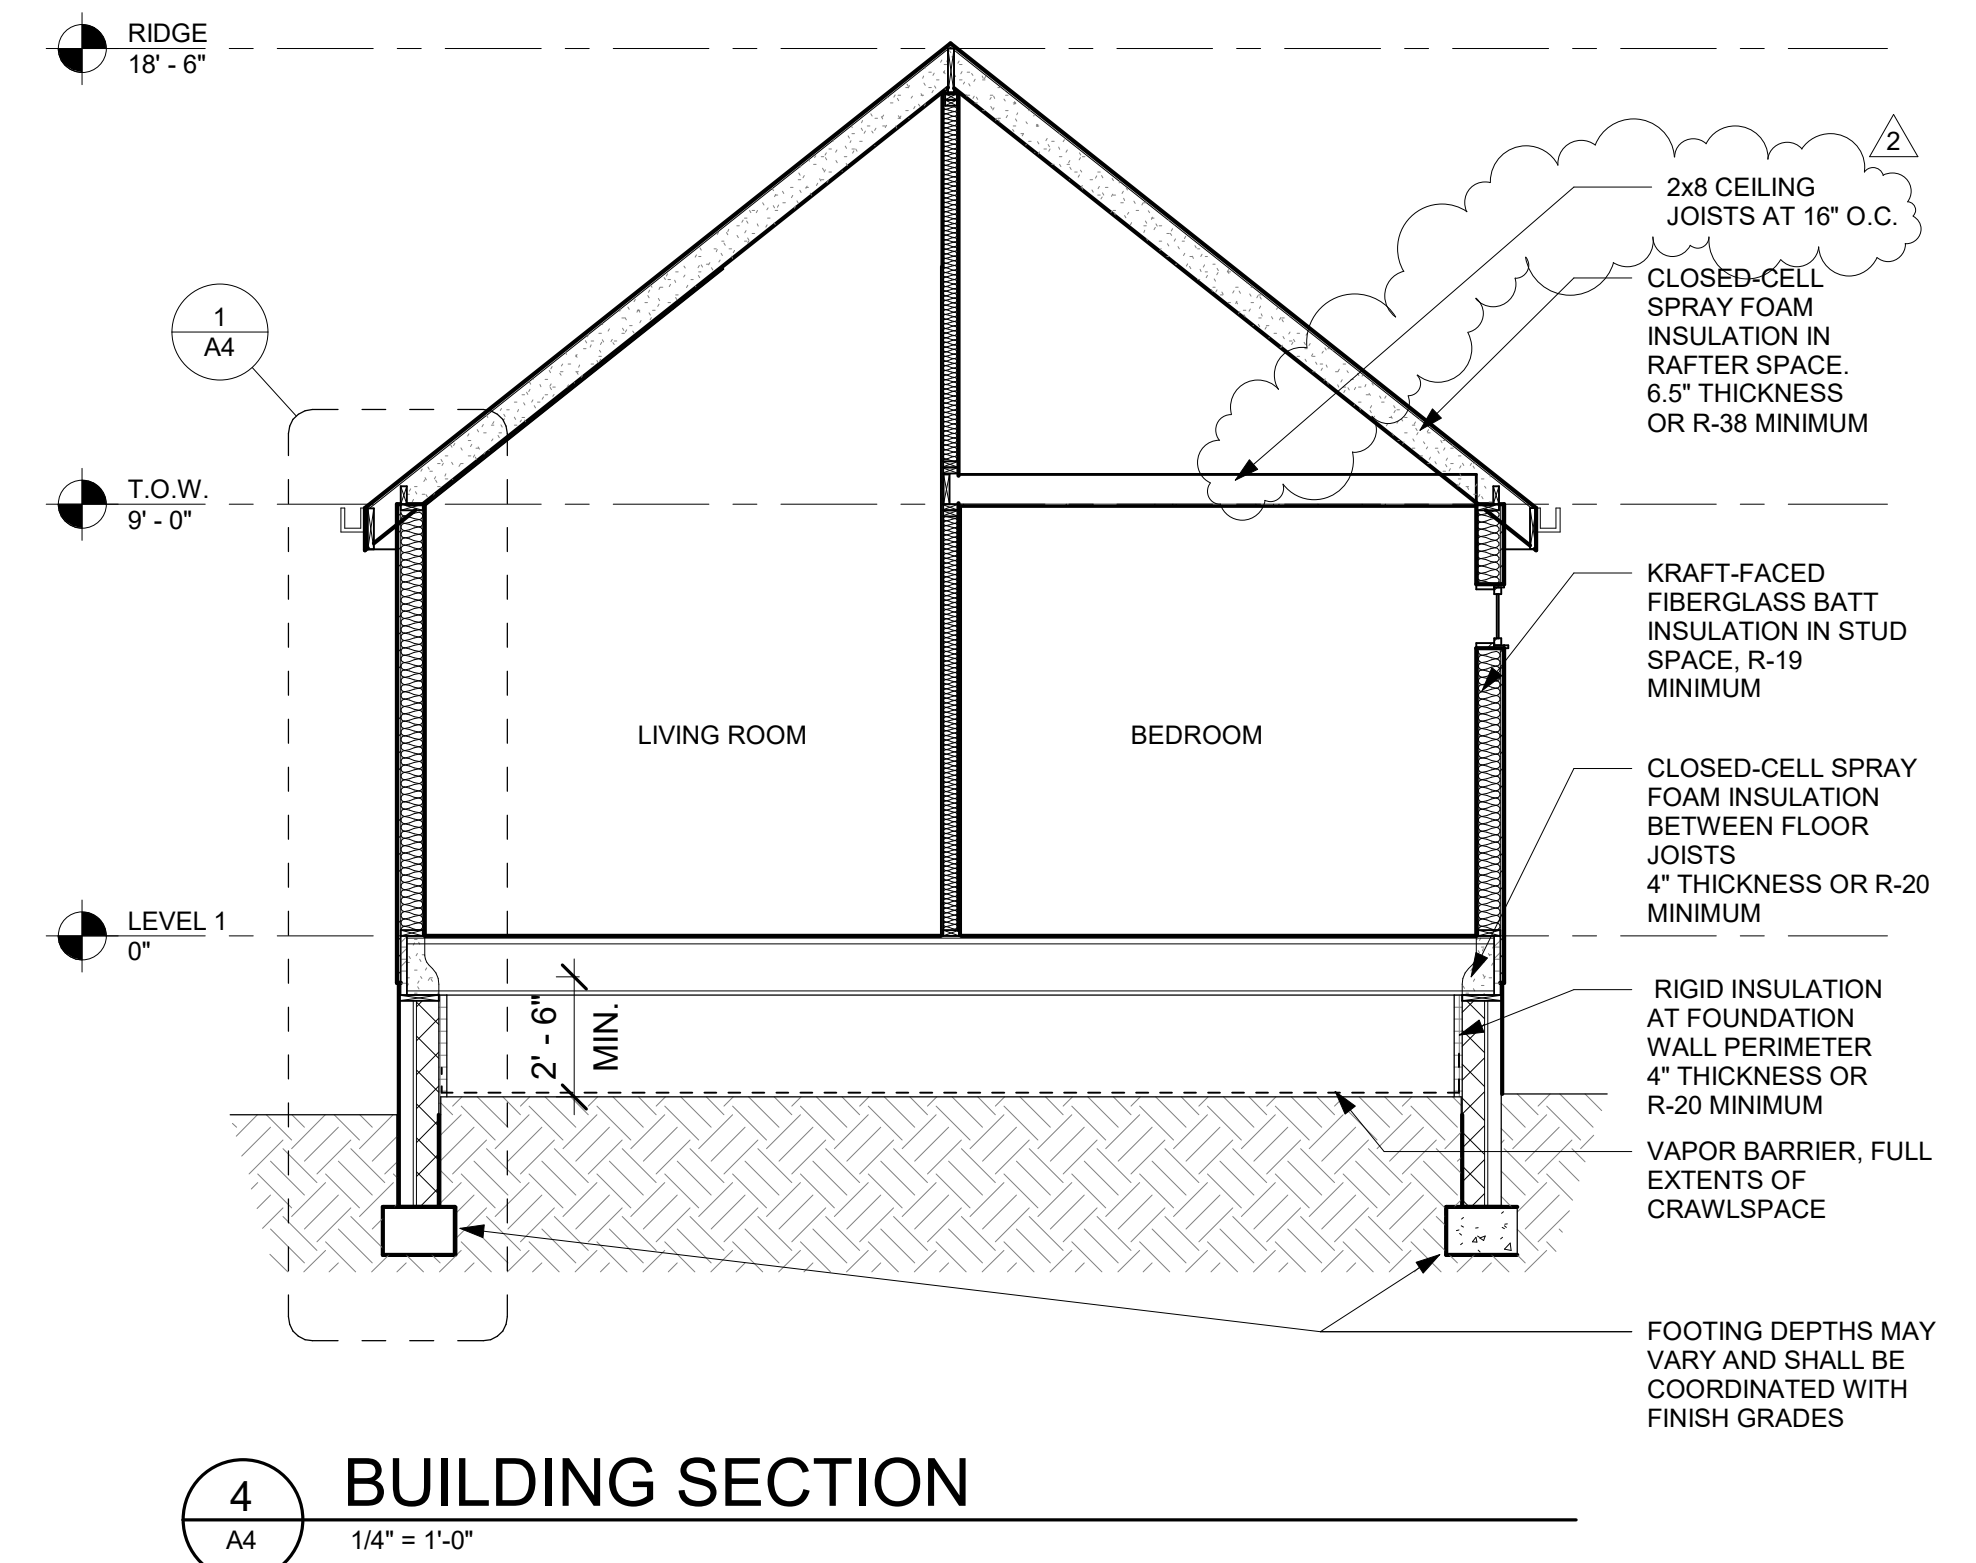 RIDGE
18' - 6"
2
2x8 CEILING
JOISTS AT 16" O.C.
CLOSED-CELL
SPRAY FOAM
INSULATION IN
RAFTER SPACE.
6.5" THICKNESS
OR R-38 MINIMUM
1
A4
T.O.W.
9' - 0"
KRAFT-FACED
FIBERGLASS BATT
INSULATION IN STUD
SPACE, R-19
MINIMUM
LIVING ROOM
BEDROOM
CLOSED-CELL SPRAY
FOAM INSULATION
BETWEEN FLOOR
JOISTS
4" THICKNESS OR R-20
MINIMUM
LEVEL 1
0"
2' - 6"
MIN.
RIGID INSULATION
AT FOUNDATION
WALL PERIMETER
4" THICKNESS OR
R-20 MINIMUM
VAPOR BARRIER, FULL
EXTENTS OF
CRAWLSPACE
FOOTING DEPTHS MAY
VARY AND SHALL BE
COORDINATED WITH
FINISH GRADES
4
A4
BUILDING SECTION
1/4" = 1'-0"